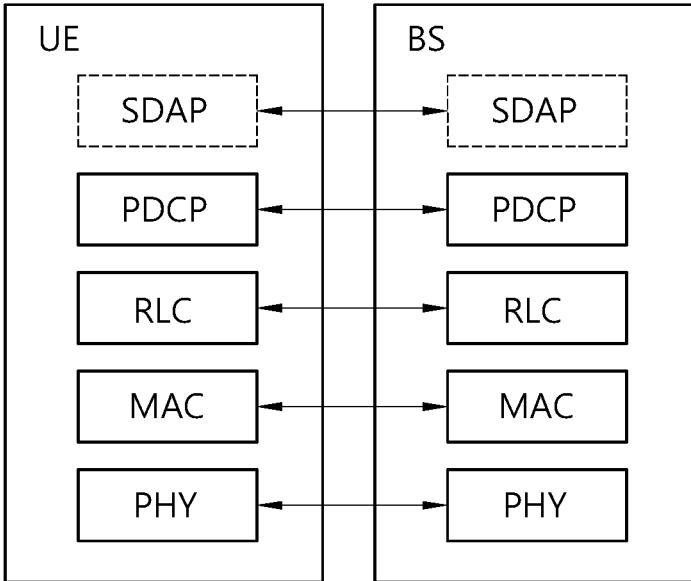 UE BS
SDAP SDAP
PDCP PDCP
RLC RLC
MAC MAC
PHY PHY